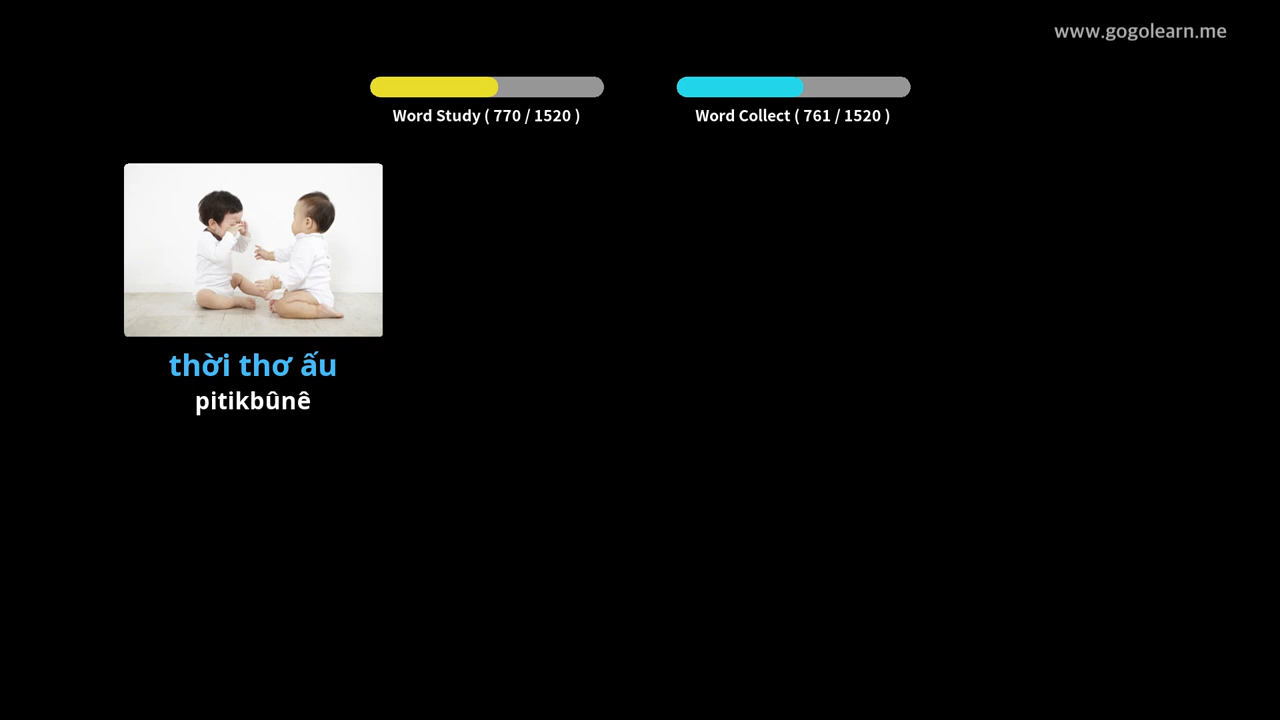 www.gogolearn.me
Word Study ( 770 / 1520 )
Word Collect ( 761 / 1520 )
thời thơ ấu
pitikbûnê